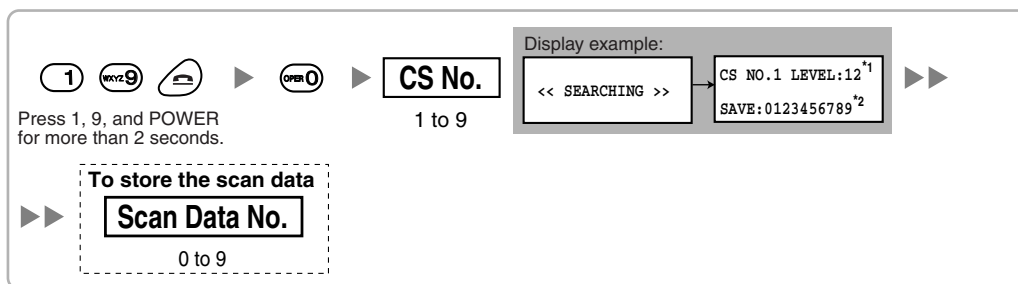 Display example:
1 WXYZ9 OPER0 CS No. << SEARCHING >> CS NO.1 LEVEL:12*1
SAVE:0123456789*2
Press 1, 9, and POWER
for more than 2 seconds.
1 to 9
To store the scan data
Scan Data No.
0 to 9